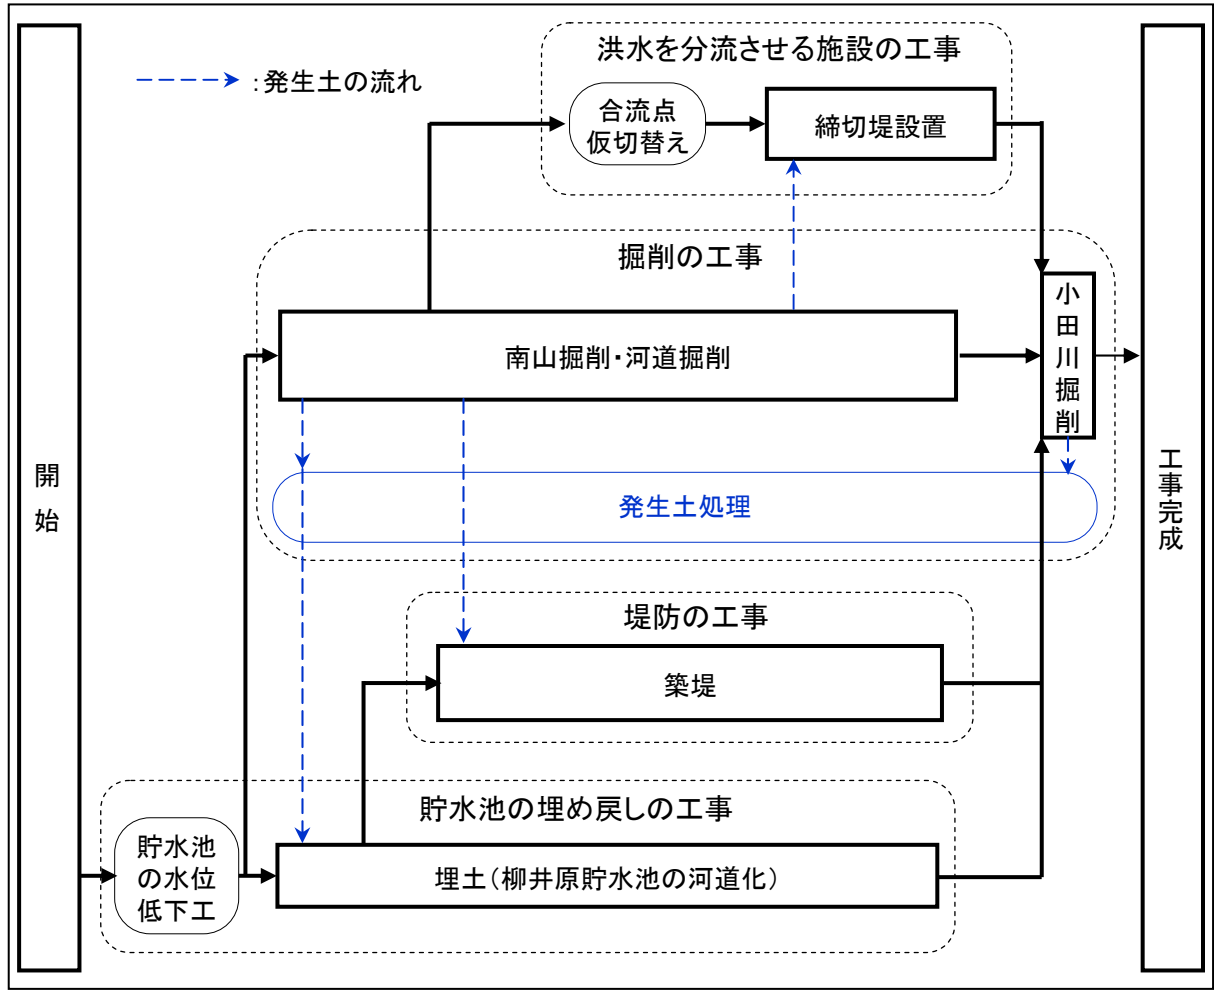 洪水を分流させる施設の工事
:発生土の流れ
合流点
仮切替え
締切堤設置
掘削の工事
南山掘削・河道掘削
小田川掘削
発生土処理
開始
工事完成
堤防の工事
築堤
貯水池の埋め戻しの工事
貯水池
の水位
低下工
埋土(柳井原貯水池の河道化)